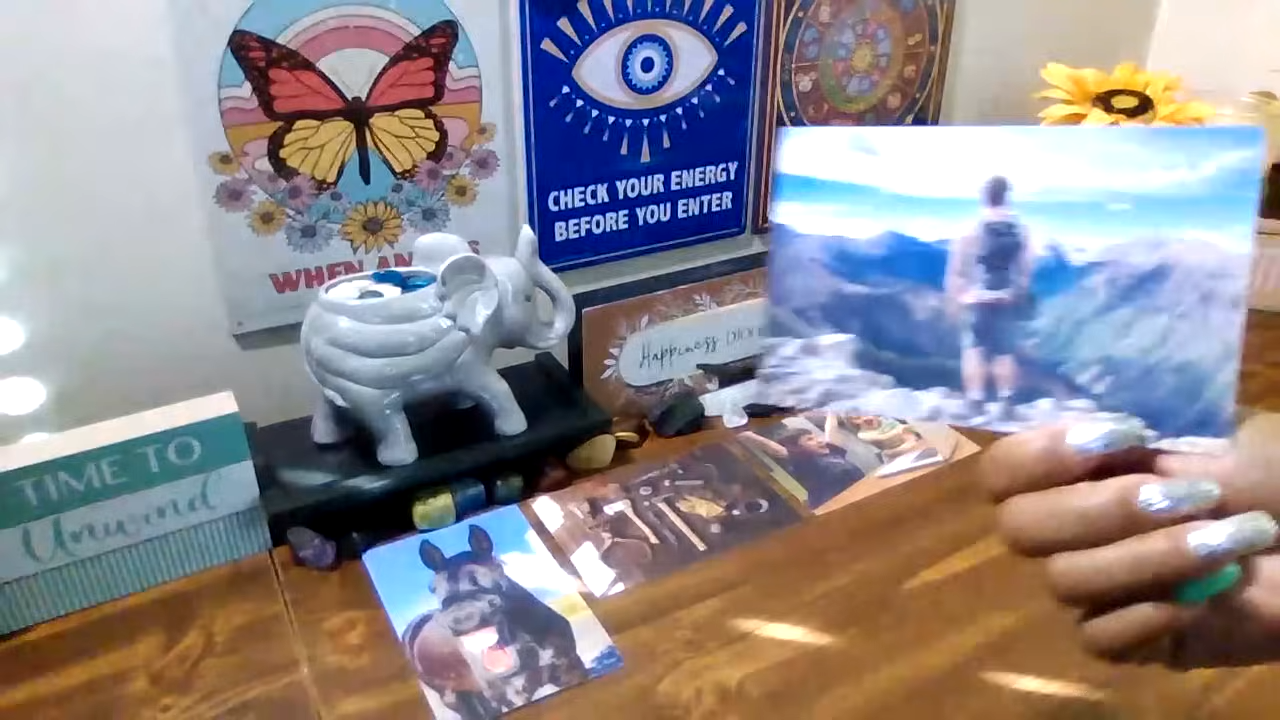 WHEN AN
CHECK YOUR ENERGY
BEFORE YOU ENTER
Happiness
TIME TO
Unwind